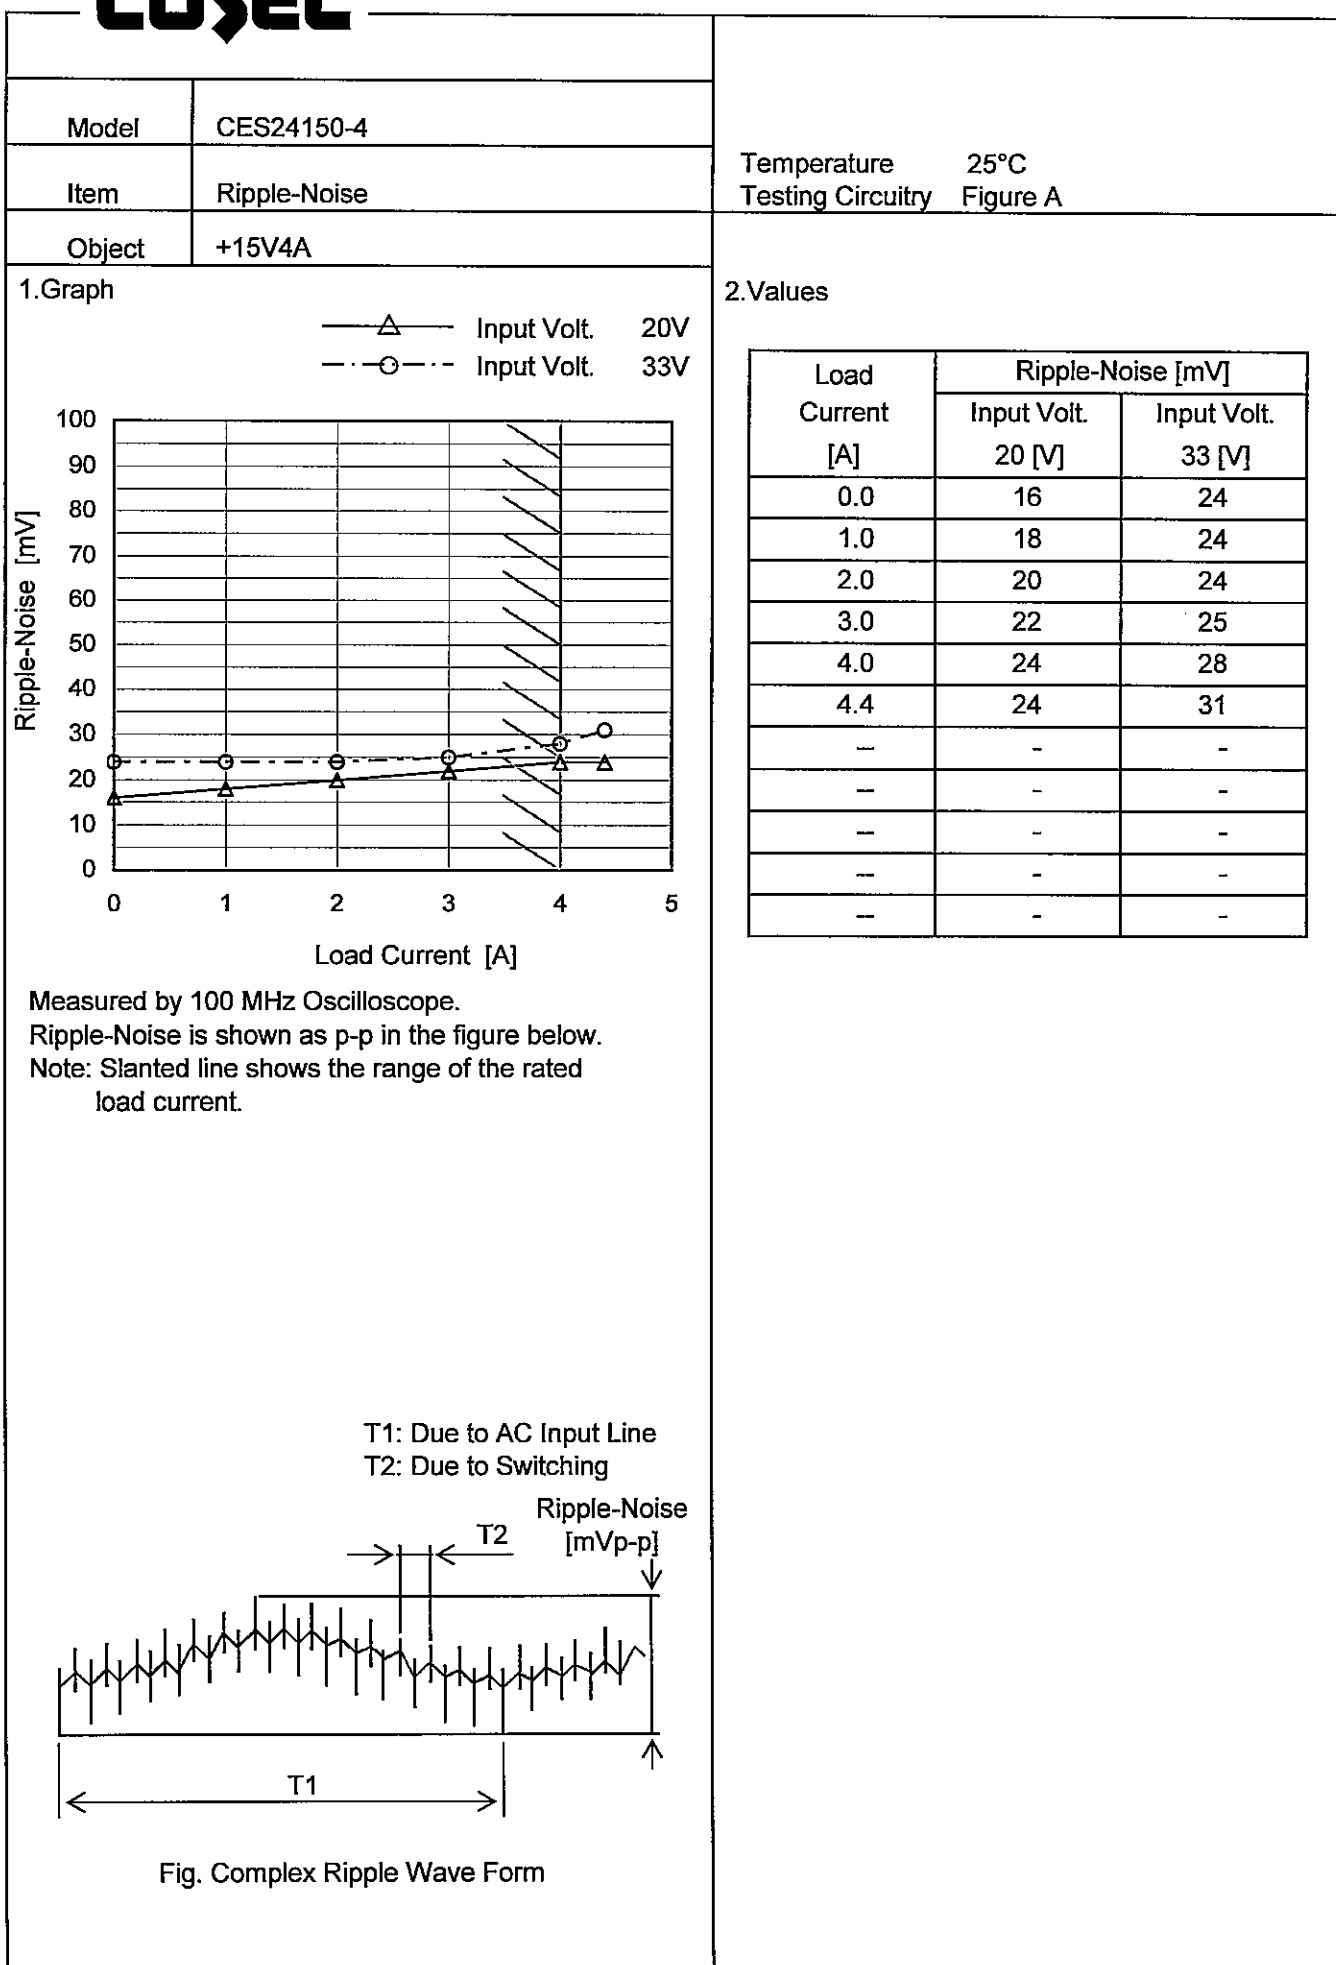 COSEL
Model CES24150-4
Item Ripple-Noise
Object +15V4A
Temperature 25°C
Testing Circuitry Figure A
1.Graph
Input Volt. 20V
Input Volt. 33V
100
90
80
70
60
50
40
30
20
10
0
Ripple-Noise [mV]
0 1 2 3 4 5
Load Current [A]
Measured by 100 MHz Oscilloscope.
Ripple-Noise is shown as p-p in the figure below.
Note: Slanted line shows the range of the rated
load current.
T1: Due to AC Input Line
T2: Due to Switching
Ripple-Noise
[mVp-p]
T2
T1
Fig. Complex Ripple Wave Form
2.Values
Load Ripple-Noise [mV]
Current Input Volt. Input Volt.
[A] 20 [V] 33 [V]
0.0 16 24
1.0 18 24
2.0 20 24
3.0 22 25
4.0 24 28
4.4 24 31
-- - -
-- - -
-- - -
-- - -
-- - -